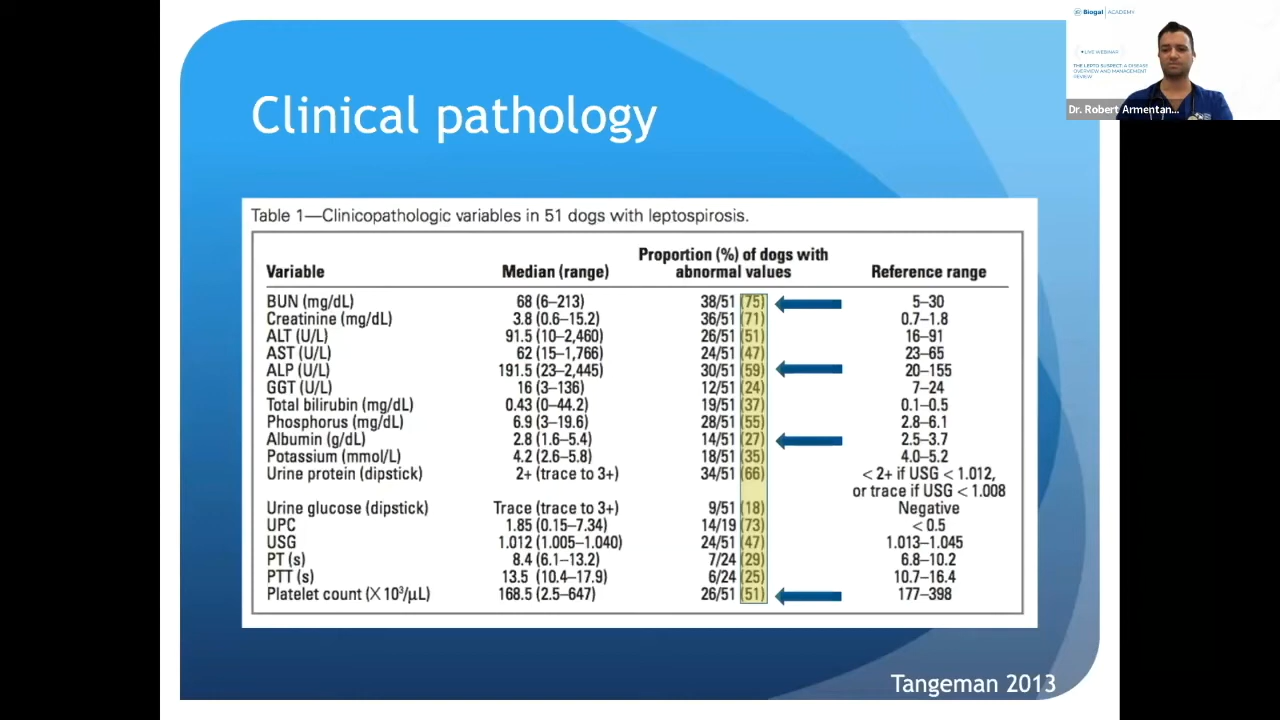 Biogal ACADEMY
LIVE WEBINAR
THE LEPTO SUSPECT: A DISEASE
OVERVIEW AND MANAGEMENT
REVIEW
Dr. Robert Armentan...
Clinical pathology
Table 1—Clinicopathologic variables in 51 dogs with leptospirosis.
Proportion (%) of dogs with
Variable Median (range) abnormal values Reference range
BUN (mg/dL) 68 (6–213) 38/51 (75) 5–30
Creatinine (mg/dL) 3.8 (0.6–15.2) 36/51 (71) 0.7–1.8
ALT (U/L) 91.5 (10–2,460) 26/51 (51) 16–91
AST (U/L) 62 (15–1,766) 24/51 (47) 23–65
ALP (U/L) 191.5 (23–2,445) 30/51 (59) 20–155
GGT (U/L) 16 (3–136) 12/51 (24) 7–24
Total bilirubin (mg/dL) 0.43 (0–44.2) 19/51 (37) 0.1–0.5
Phosphorus (mg/dL) 6.9 (3–19.6) 28/51 (55) 2.8–6.1
Albumin (g/dL) 2.8 (1.6–5.4) 14/51 (27) 2.5–3.7
Potassium (mmol/L) 4.2 (2.6–5.8) 18/51 (35) 4.0–5.2
Urine protein (dipstick) 2+ (trace to 3+) 34/51 (66) < 2+ if USG < 1.012,
or trace if USG < 1.008
Urine glucose (dipstick) Trace (trace to 3+) 9/51 (18) Negative
UPC 1.85 (0.15–7.34) 14/19 (73) < 0.5
USG 1.012 (1.005–1.040) 24/51 (47) 1.013–1.045
PT (s) 8.4 (6.1–13.2) 7/24 (29) 6.8–10.2
PTT (s) 13.5 (10.4–17.9) 6/24 (25) 10.7–16.4
Platelet count (X 10³/μL) 168.5 (2.5–647) 26/51 (51) 177–398
Tangeman 2013